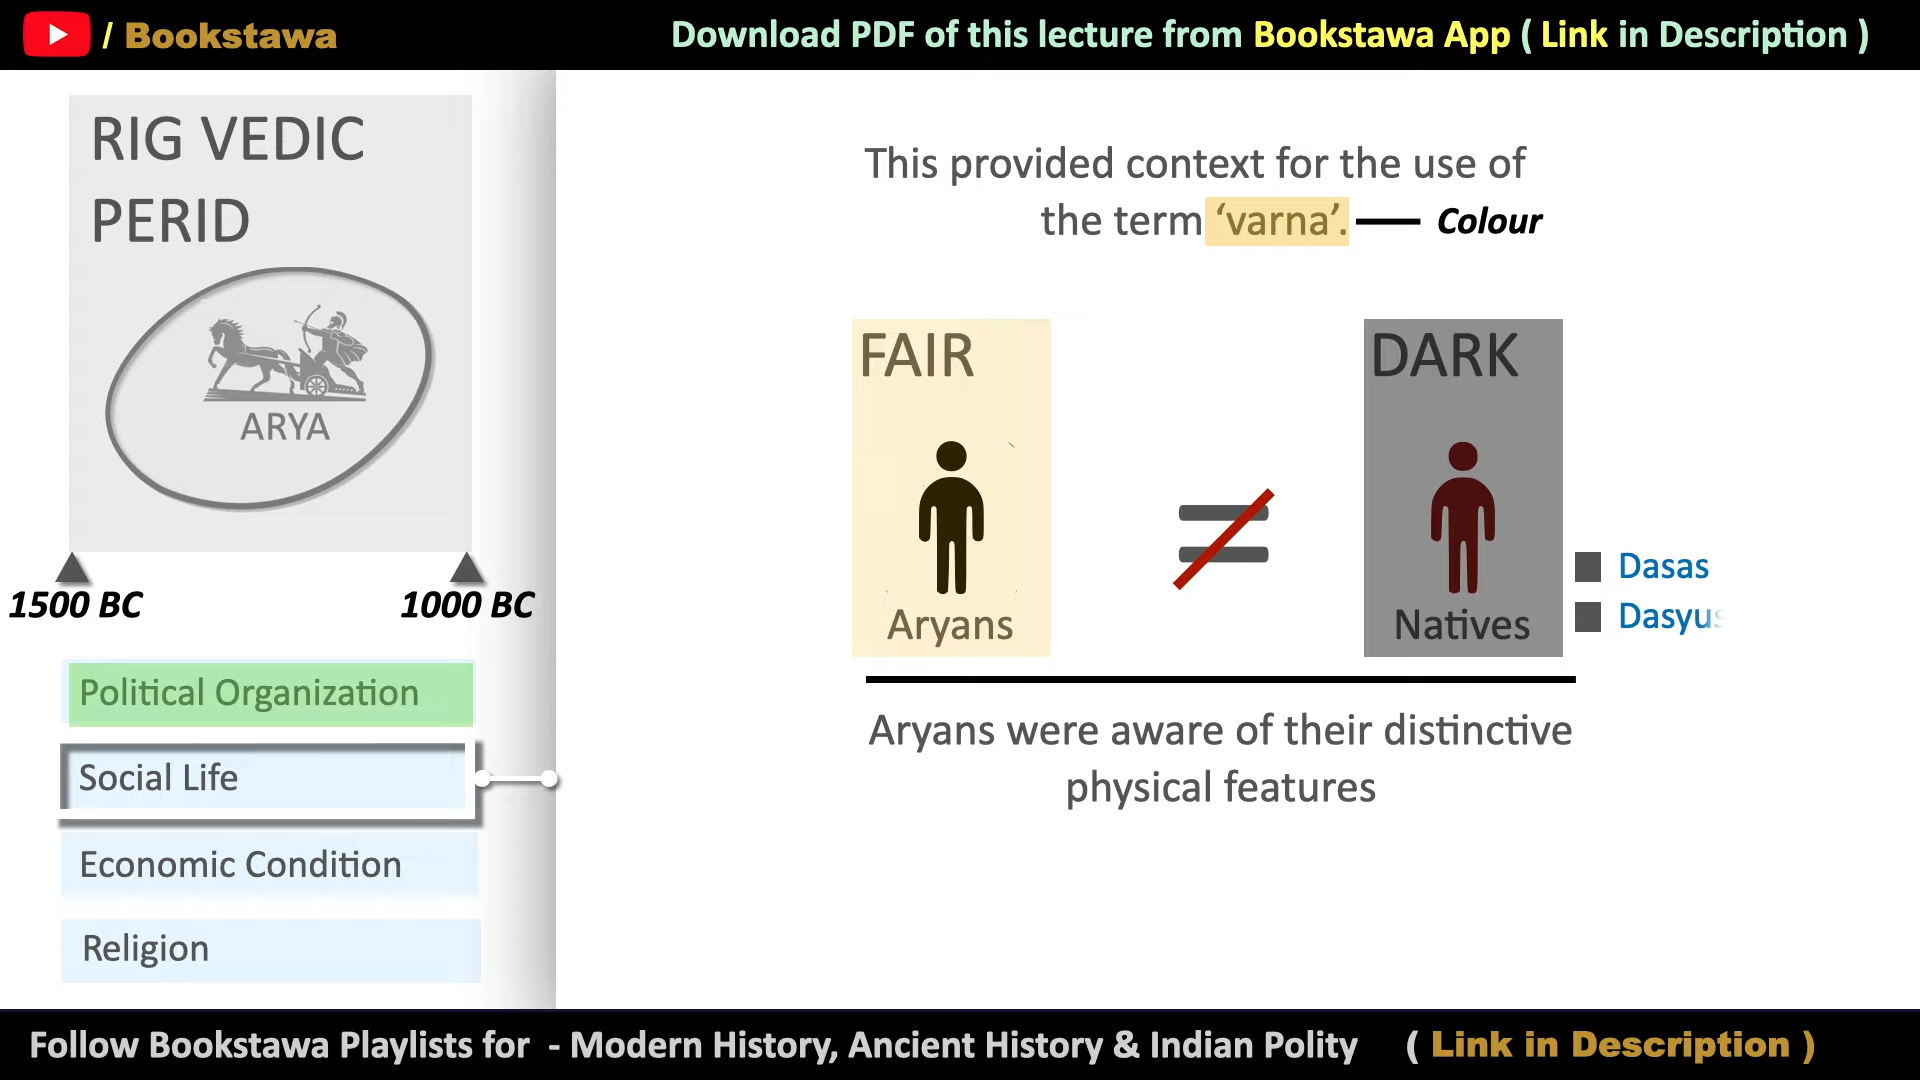 / Bookstawa
Download PDF of this lecture from Bookstawa App ( Link in Description )
RIG VEDIC
PERID
ARYA
1500 BC
1000 BC
Political Organization
Social Life
Economic Condition
Religion
This provided context for the use of
the term ‘varna’. Colour
FAIR
Aryans
DARK
Natives
Dasas
Dasyus
Aryans were aware of their distinctive
physical features
Follow Bookstawa Playlists for - Modern History, Ancient History & Indian Polity ( Link in Description )